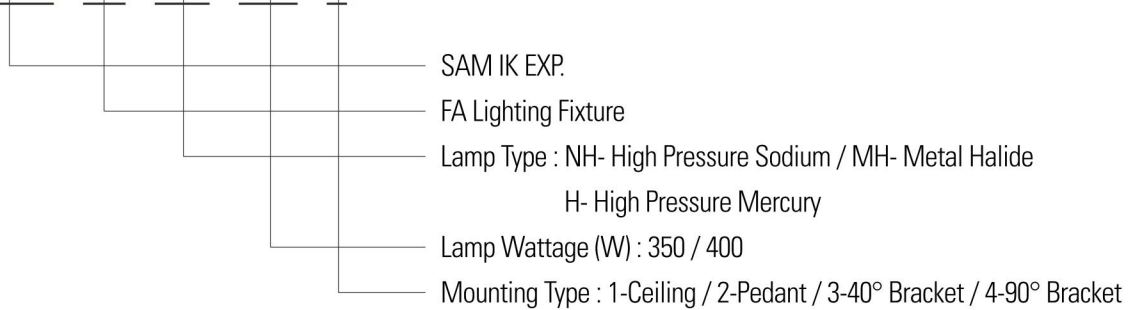 SAM IK EXP.
FA Lighting Fixture
Lamp Type : NH- High Pressure Sodium / MH- Metal Halide
H- High Pressure Mercury
Lamp Wattage (W) : 350 / 400
Mounting Type : 1-Ceiling / 2-Pedant / 3-40° Bracket / 4-90° Bracket